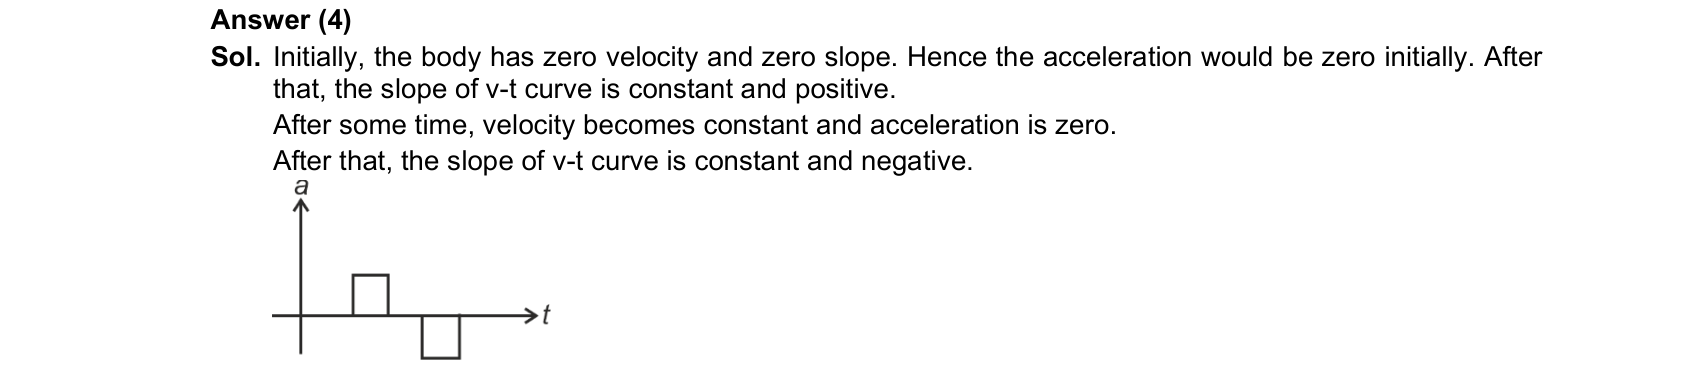 Answer (4)
Sol. Initially, the body has zero velocity and zero slope. Hence the acceleration would be zero initially. After
that, the slope of v-t curve is constant and positive.
After some time, velocity becomes constant and acceleration is zero.
After that, the slope of v-t curve is constant and negative.
a
t